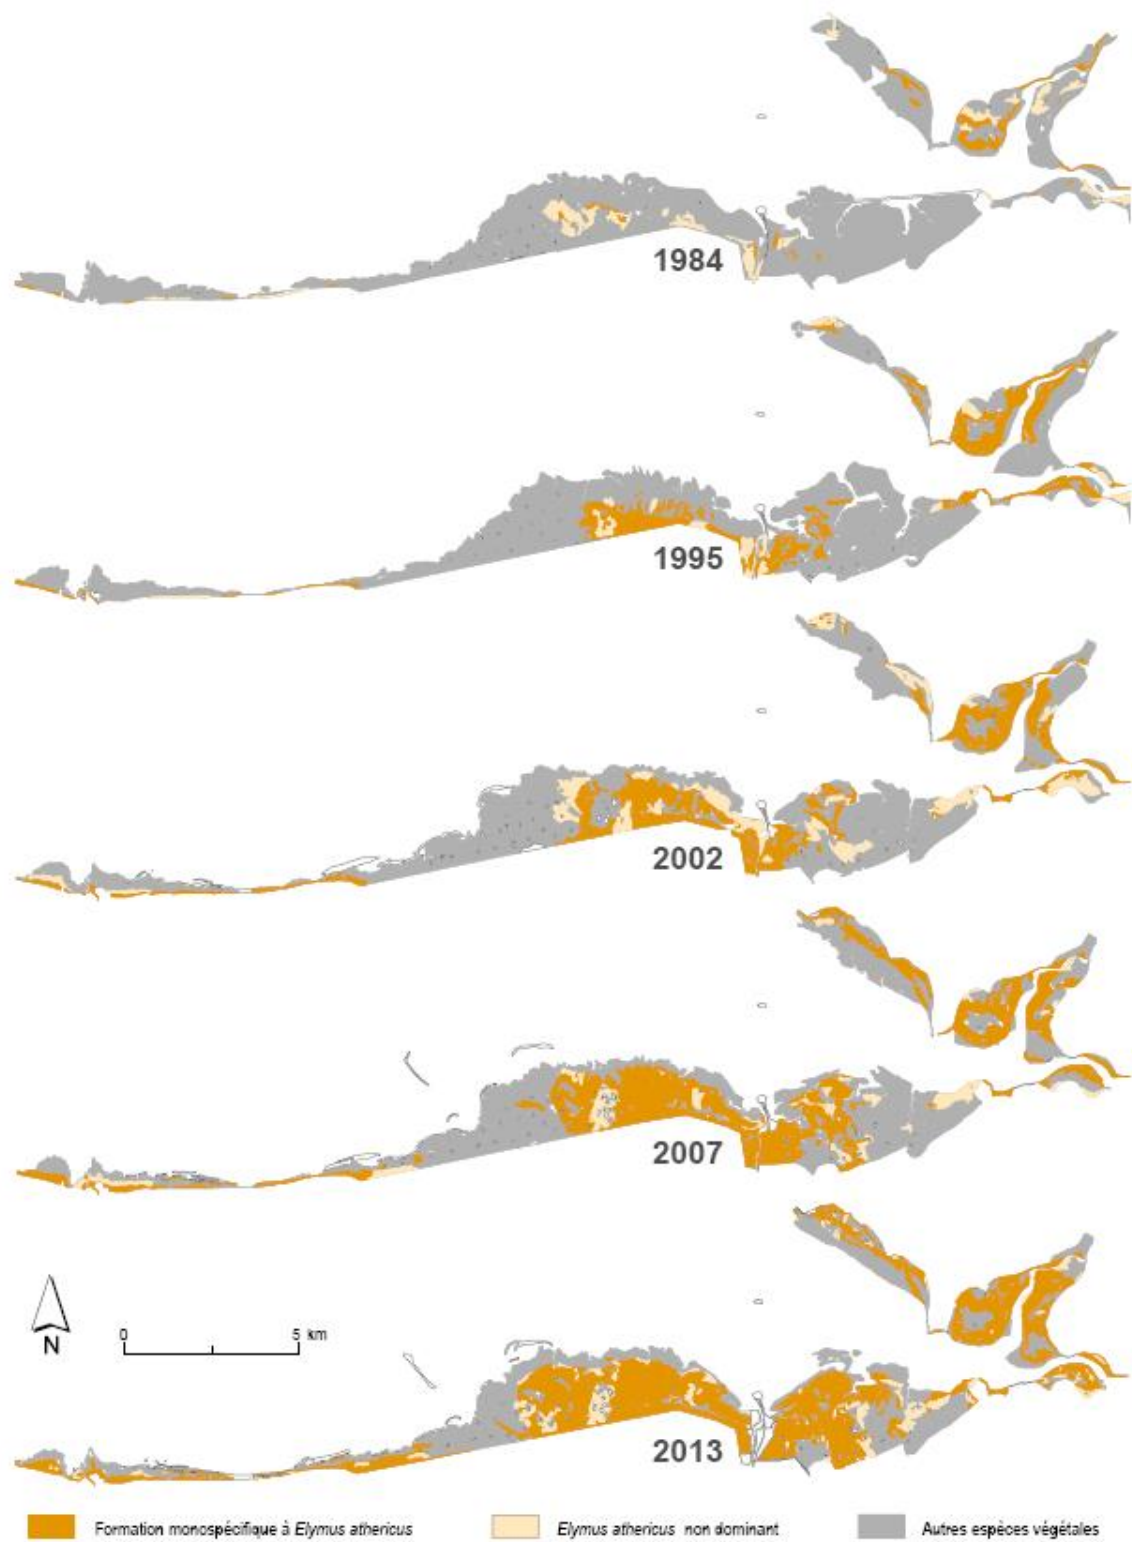 1984
1995
2002
2007
2013
N
0 5 km
Formation monospécifique à Elymus athericus
Elymus athericus non dominant
Autres espèces végétales